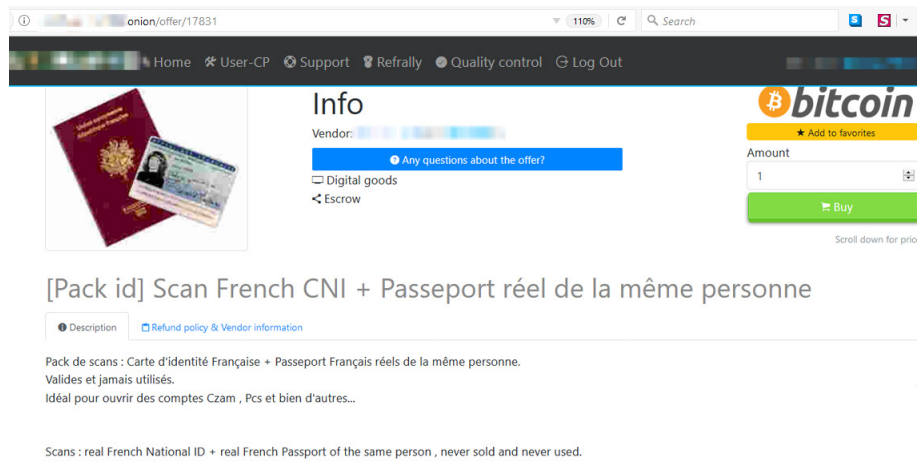 onion/offer/17831
110%
Search
Home User-CP Support Refrally Quality control Log Out
Info
Vendor:
Any questions about the offer?
Digital goods
Escrow
bitcoin
Add to favorites
Amount
1
Buy
Scroll down for price
[Pack id] Scan French CNI + Passeport réel de la même personne
Description
Refund policy & Vendor information
Pack de scans : Carte d'identité Française + Passeport Français réels de la même personne.
Valides et jamais utilisés.
Idéal pour ouvrir des comptes Czam , Pcs et bien d'autres...
Scans : real French National ID + real French Passport of the same person , never sold and never used.